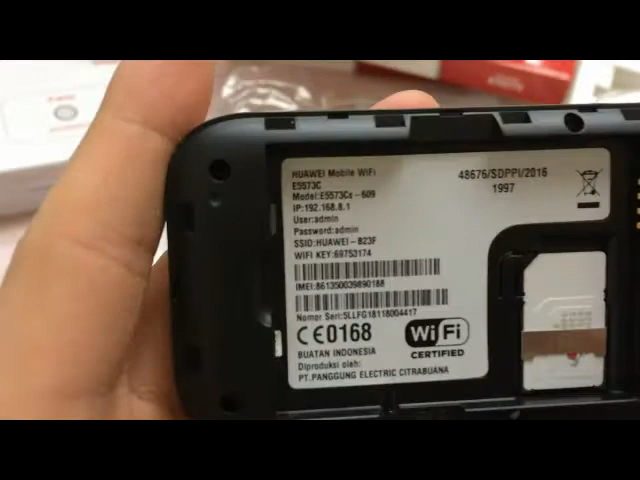 HUAWEI Mobile WiFi
E5573C
Model:E5573Cs-609
IP:192.168.8.1
User:admin
Password:admin
SSID:HUAWEI-B23F
WIFI KEY:69753174
IMEI:861350039890188
Nomor Seri:5LLFG18118004417
CE0168
BUATAN INDONESIA
Diproduksi oleh:
PT.PANGGUNG ELECTRIC CITRABUANA
48676/SDPPI/2016
1997
WiFi
CERTIFIED